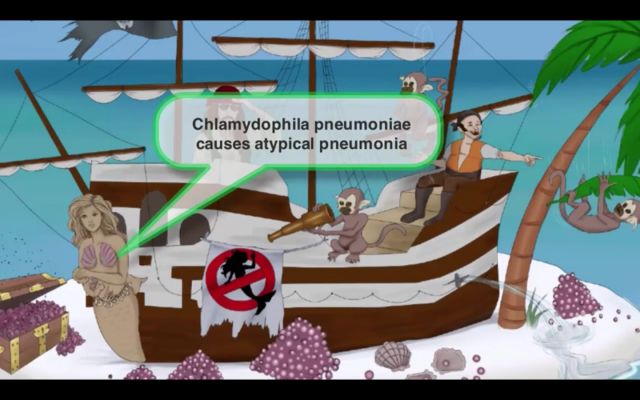 Chlamydophila pneumoniae
causes atypical pneumonia